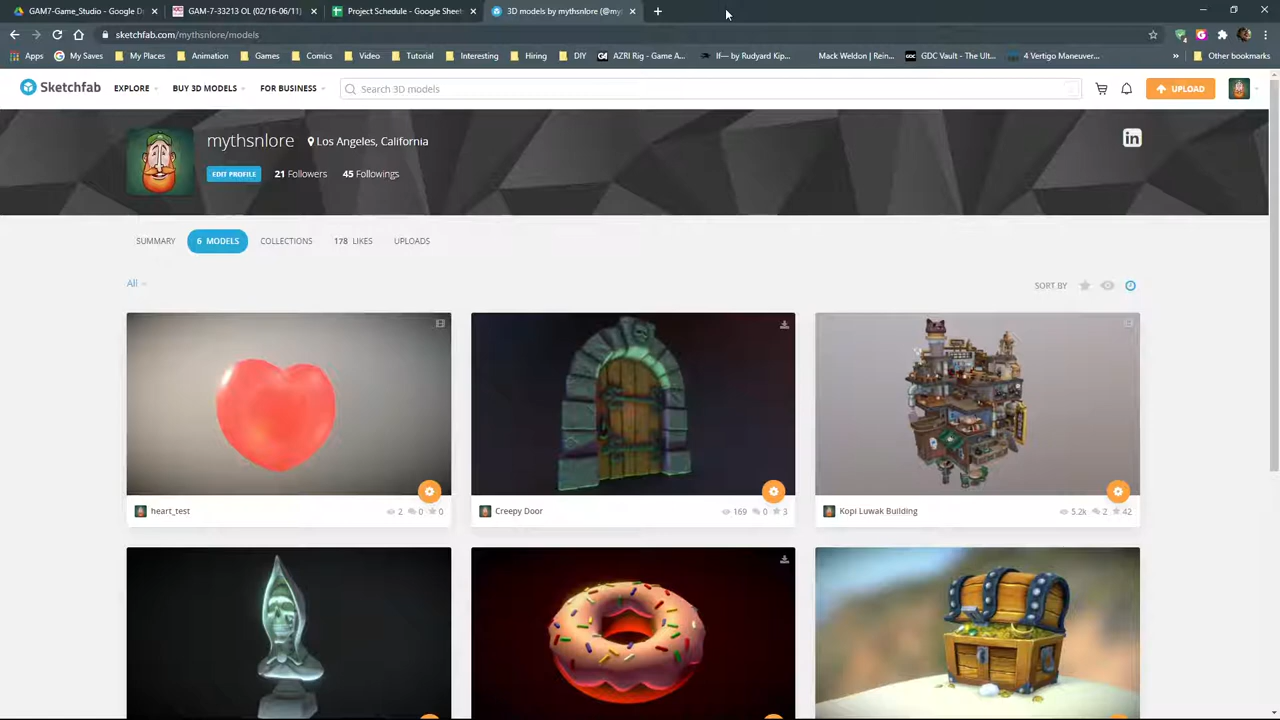 GAM7-Game_Studio - Google D
GAM-7-33213 OL (02/16-06/11)
Project Schedule - Google Sheet
3D models by mythsnlore (@my
sketchfab.com/mythsnlore/models
Apps
My Saves
My Places
Animation
Games
Comics
Video
Tutorial
Interesting
Hiring
DIY
AZRI Rig - Game A...
If— by Rudyard Kip...
Mack Weldon | Rein...
GDC Vault - The Ult...
4 Vertigo Maneuver...
»
Other bookmarks
Sketchfab
EXPLORE
BUY 3D MODELS
FOR BUSINESS
Search 3D models
UPLOAD
mythsnlore
Los Angeles, California
in
EDIT PROFILE
21 Followers
45 Followings
SUMMARY
6 MODELS
COLLECTIONS
178 LIKES
UPLOADS
All
SORT BY
heart_test
2
0
0
Creepy Door
169
0
3
Kopi Luwak Building
5.2k
2
42